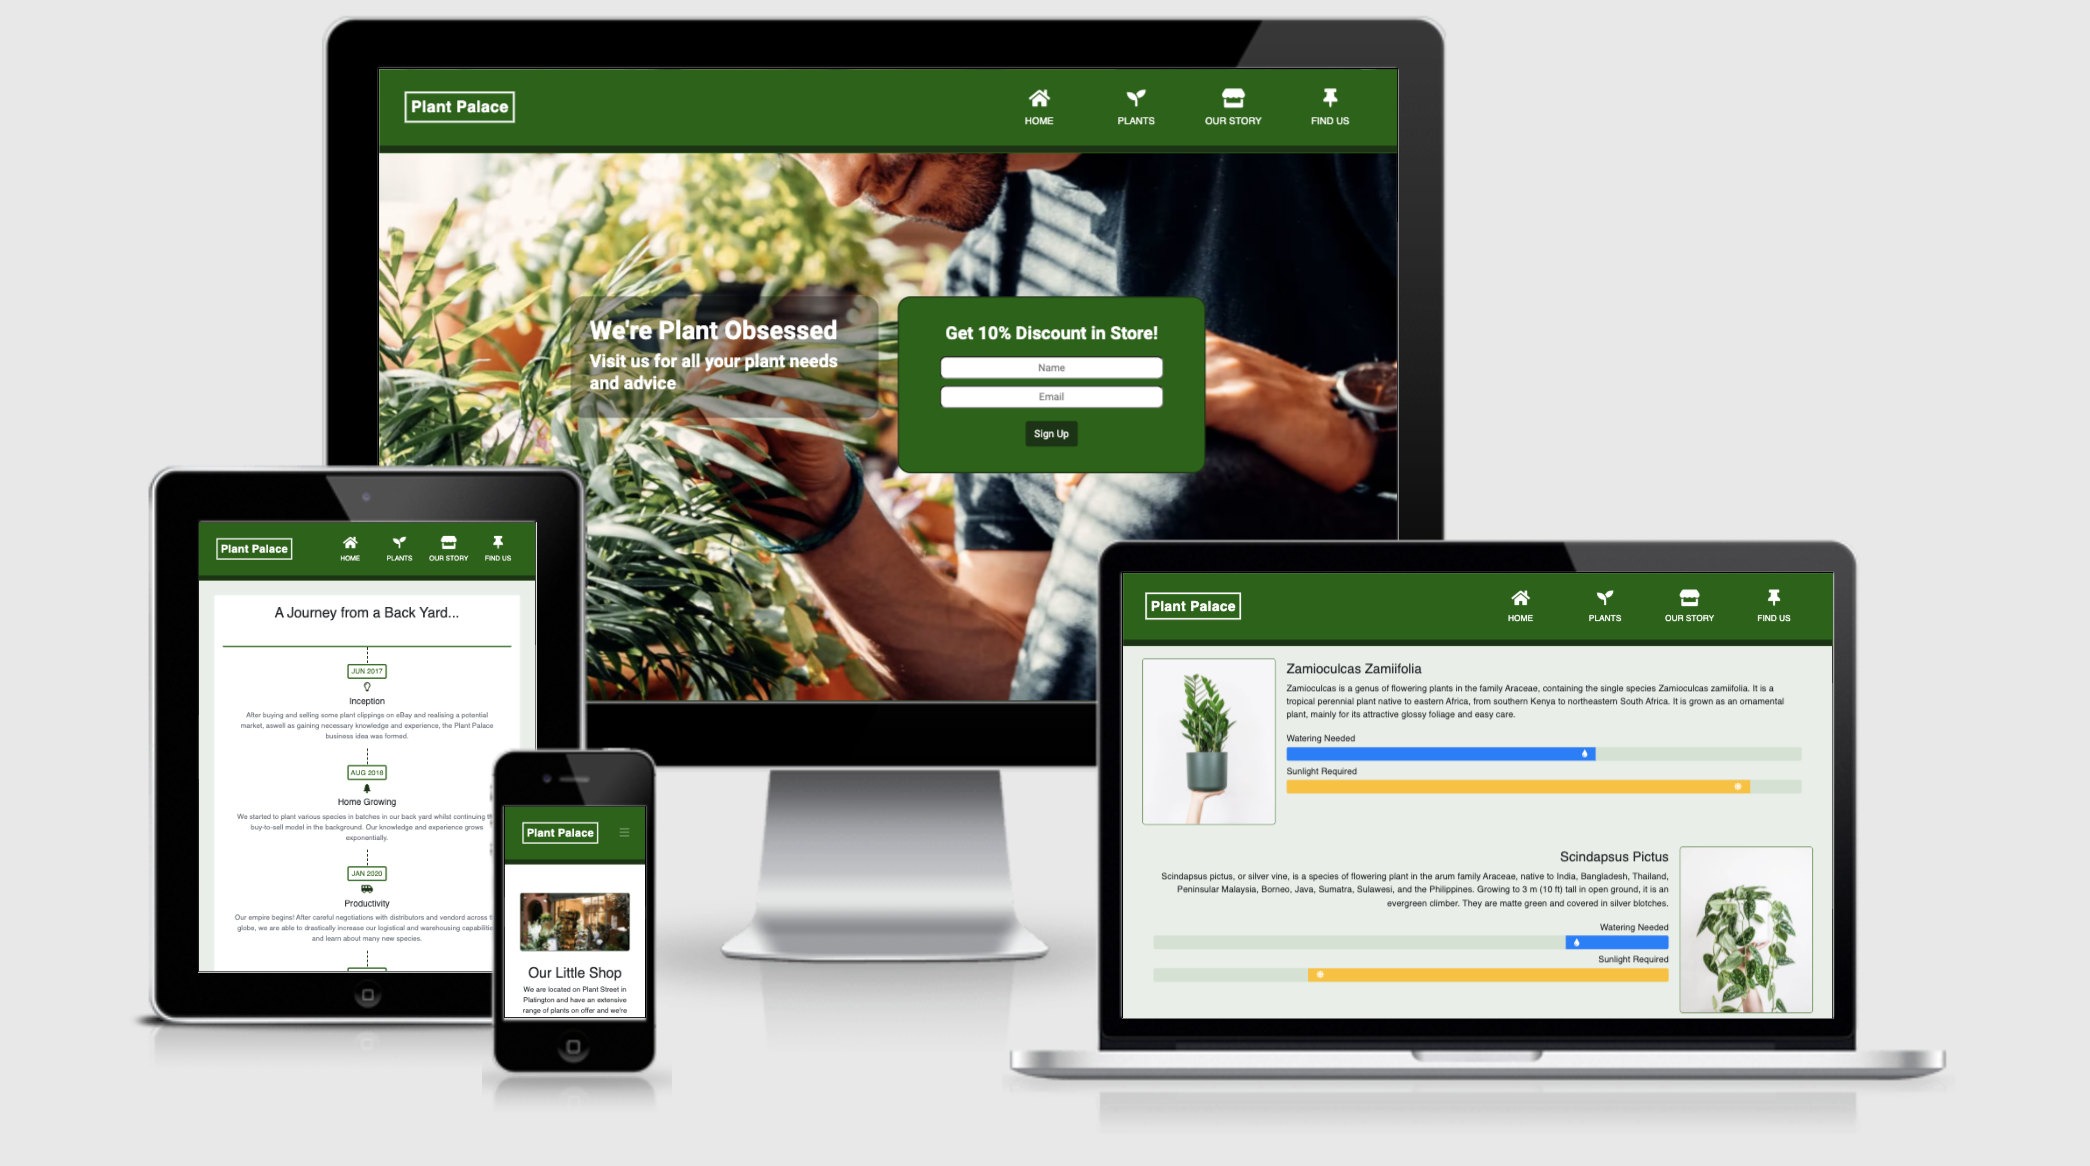 Plant Palace
HOME
PLANTS
OUR STORY
FIND US
We're Plant Obsessed
Visit us for all your plant needs
and advice
Get 10% Discount in Store!
Name
Email
Sign Up
Plant Palace
HOME
PLANTS
OUR STORY
FIND US
A Journey from a Back Yard...
JUN 2017
Inception
After buying and selling some plant clippings on eBay and realising a potential
market, aswell as gaining necessary knowledge and experience, the Plant Palace
business idea was formed.
AUG 2018
Home Growing
We started to plant various species in batches in our back yard whilst continuing
buy-to-sell model in the background. Our knowledge and experience grows
exponentially.
JAN 2020
Productivity
Our empire begins! After careful negotiations with distributors and vendord across
globe, we are able to drastically increase our logistical and warehousing capabilitie
and learn about many new species.
Plant Palace
Our Little Shop
We are located on Plant Street in
Platington and have an extensive
range of plants on offer and we're
Plant Palace
HOME
PLANTS
OUR STORY
FIND US
Zamioculcas Zamiifolia
Zamioculcas is a genus of flowering plants in the family Araceae, containing the single species Zamioculcas zamiifolia. It is a
tropical perennial plant native to eastern Africa, from southern Kenya to northeastern South Africa. It is grown as an ornamental
plant, mainly for its attractive glossy foliage and easy care.
Watering Needed
Sunlight Required
Scindapsus Pictus
Scindapsus pictus, or silver vine, is a species of flowering plant in the arum family Araceae, native to India, Bangladesh, Thailand,
Peninsular Malaysia, Borneo, Java, Sumatra, Sulawesi, and the Philippines. Growing to 3 m (10 ft) tall in open ground, it is an
evergreen climber. They are matte green and covered in silver blotches.
Watering Needed
Sunlight Required